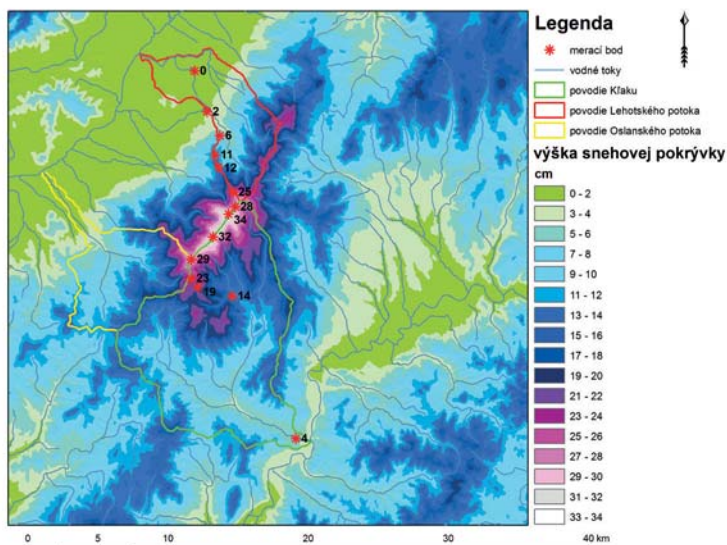 Legenda
merací bod
vodné toky
povodie Kľaku
povodie Lehotského potoka
povodie Oslanského potoka
výška snehovej pokrývky
cm
0 - 2
3 - 4
5 - 6
7 - 8
9 - 10
11 - 12
13 - 14
15 - 16
17 - 18
19 - 20
21 - 22
23 - 24
25 - 26
27 - 28
29 - 30
31 - 32
33 - 34
0
2
6
11
12
25
28
34
32
29
23
19
14
4
0 5 10 20 30 40 km